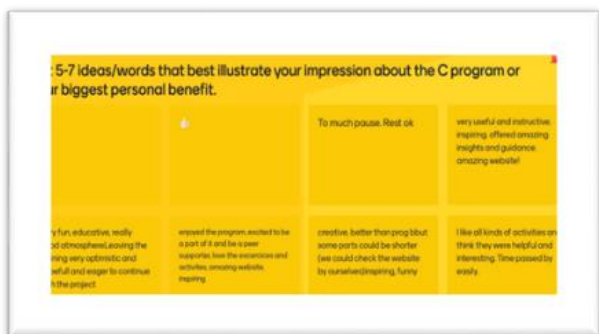 : 5-7 ideas/words that best illustrate your impression about the C program or
ır biggest personal benefit.
To much pause. Rest ok
very useful and instructive,
inspiring, offered amazing
insights and guidance.
amazing website!
y fun, educative, really
od atmosphere.Leaving the
ning very optimistic and
efull and eager to continue
h the project
enjoyed the program, excited to be
a part of it and be a peer
supporter, love the excercices and
activities, amazing website,
inspiring
creative, better than prog bbut
some parts could be shorter
(we could check the website
by ourselves)inspiring, funny
I like all kinds of activities an
think they were helpful and
interesting. Time passed by
easily.